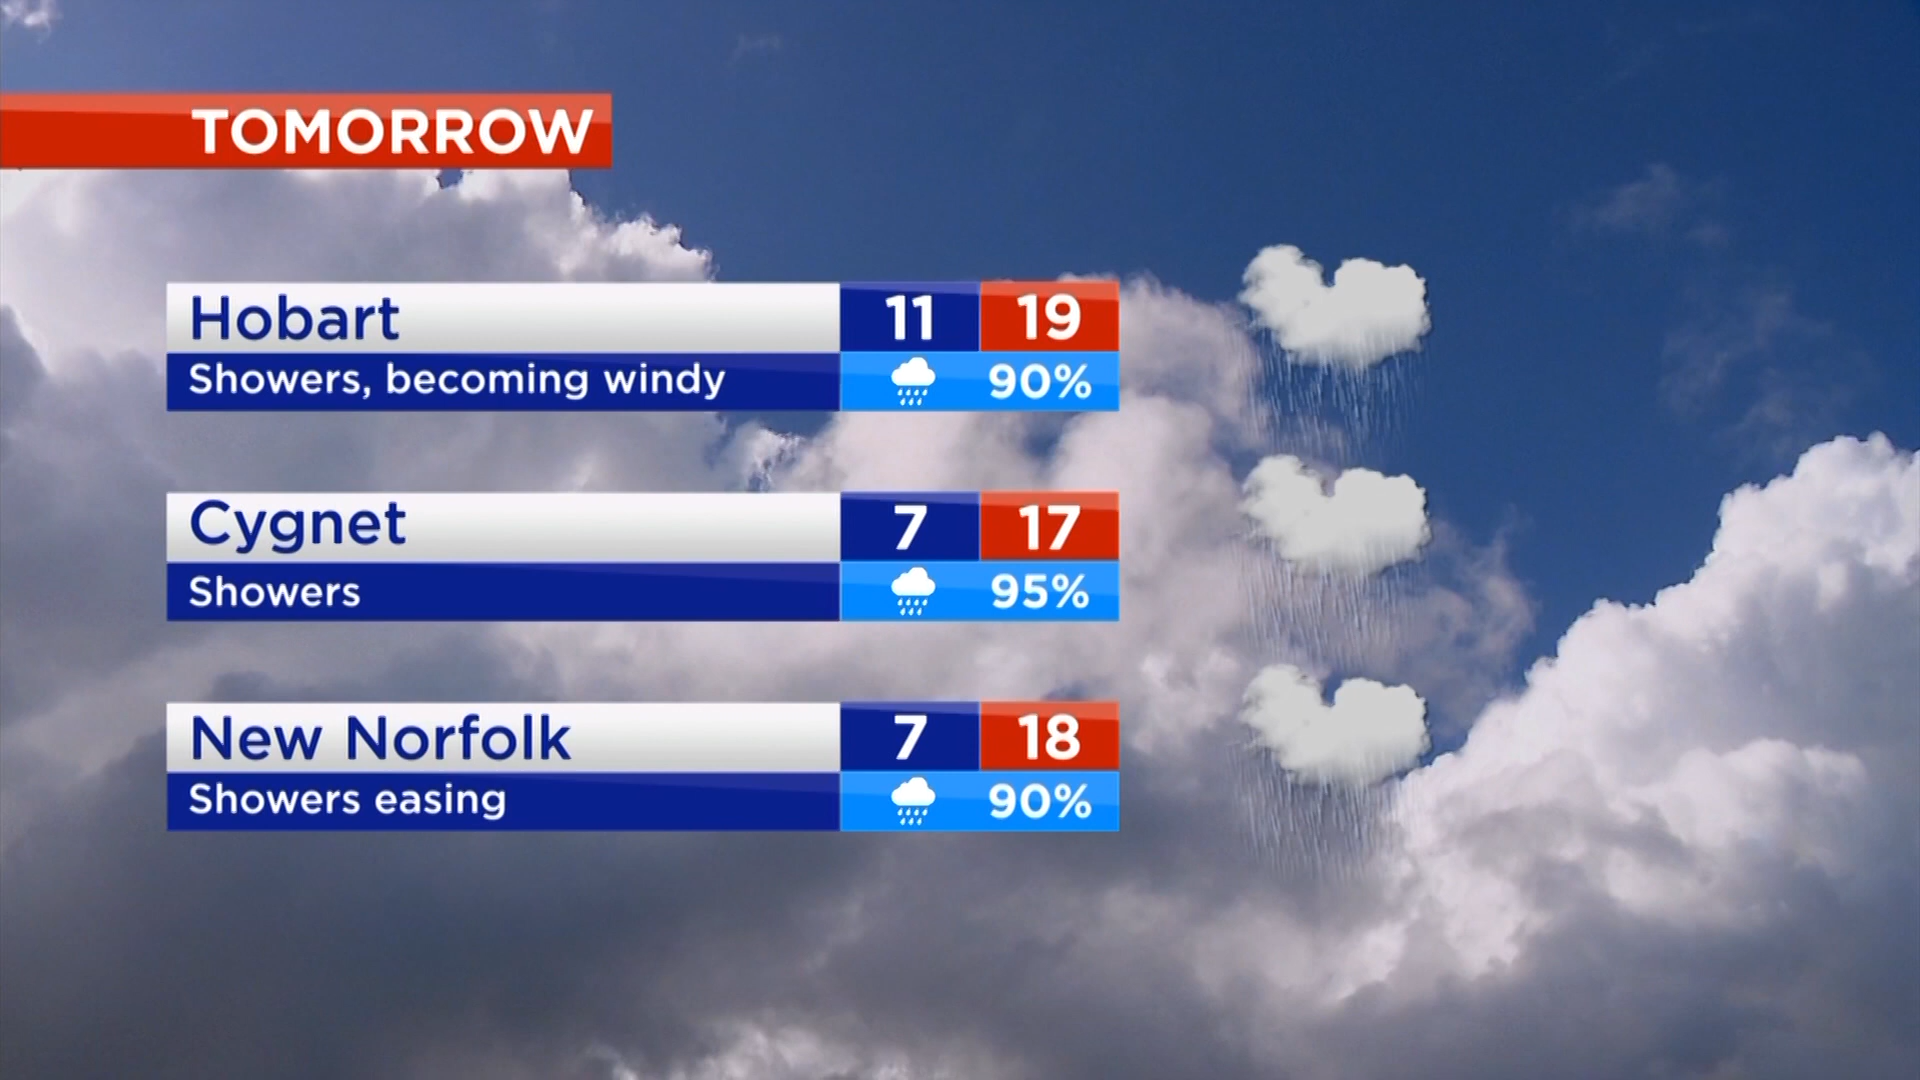 TOMORROW
Hobart 11 19
Showers, becoming windy 90%
Cygnet 7 17
Showers 95%
New Norfolk 7 18
Showers easing 90%